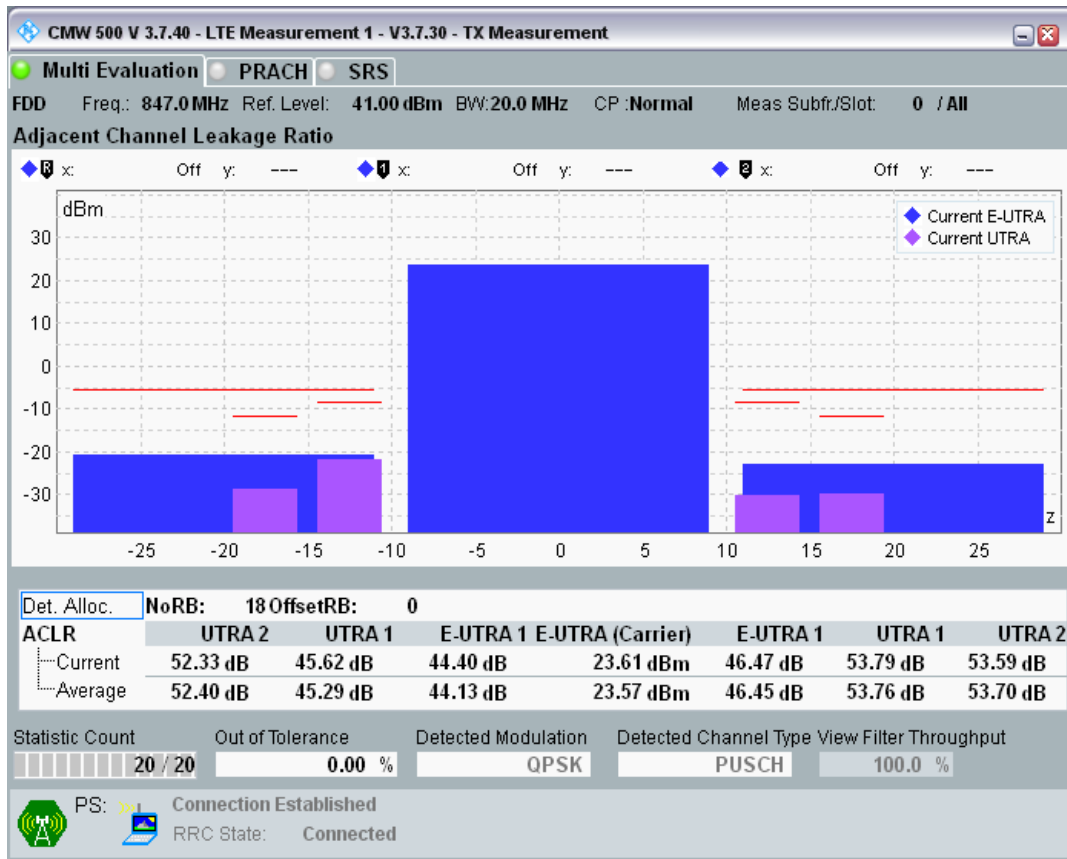 CMW 500 V 3.7.40 - LTE Measurement 1 - V3.7.30 - TX Measurement
Multi Evaluation PRACH SRS
FDD Freq.: 847.0 MHz Ref. Level: 41.00 dBm BW: 20.0 MHz CP :Normal Meas Subfr./Slot: 0 / All
Adjacent Channel Leakage Ratio
R x: Off y: --- 1 x: Off y: --- 2 x: Off y: ---
dBm
Current E-UTRA
Current UTRA
30
20
10
0
-10
-20
-30
z
-25 -20 -15 -10 -5 0 5 10 15 20 25
Det. Alloc. NoRB: 18 OffsetRB: 0
ACLR UTRA 2 UTRA 1 E-UTRA 1 E-UTRA (Carrier) E-UTRA 1 UTRA 1 UTRA 2
Current 52.33 dB 45.62 dB 44.40 dB 23.61 dBm 46.47 dB 53.79 dB 53.59 dB
Average 52.40 dB 45.29 dB 44.13 dB 23.57 dBm 46.45 dB 53.76 dB 53.70 dB
Statistic Count Out of Tolerance Detected Modulation Detected Channel Type View Filter Throughput
20 / 20 0.00 % QPSK PUSCH 100.0 %
PS: Connection Established
RRC State: Connected